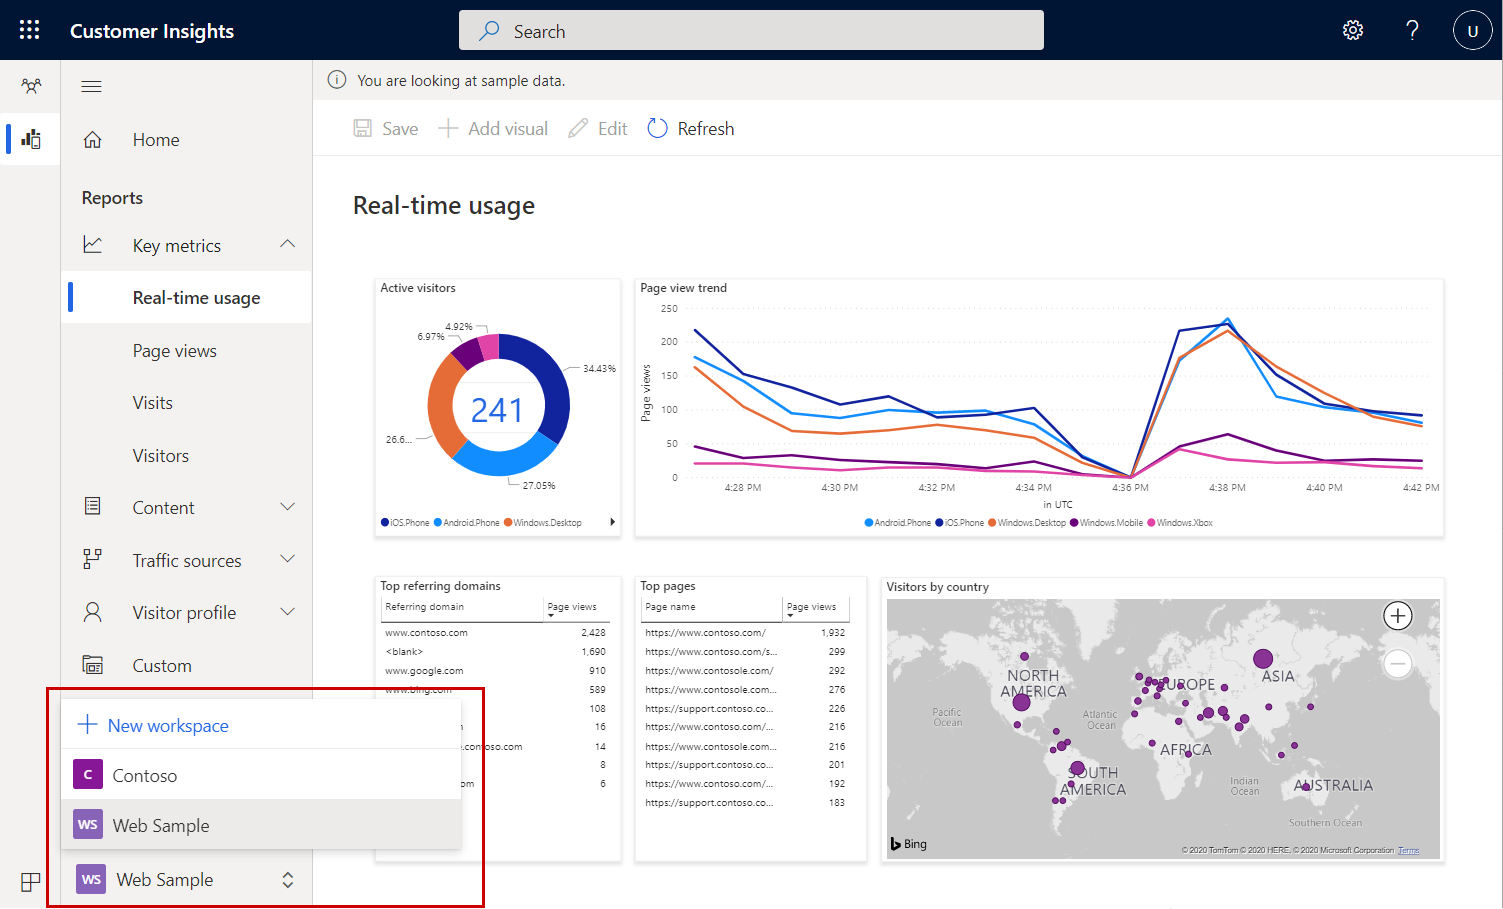 Customer Insights
Search
?
U
You are looking at sample data.
Save
Add visual
Edit
Refresh
Home
Reports
Key metrics
Real-time usage
Page views
Visits
Visitors
Content
Traffic sources
Visitor profile
Custom
New workspace
C Contoso
WS Web Sample
WS Web Sample
Real-time usage
Active visitors
4.92%
6.97%
34.43%
241
26.6...
27.05%
iOS.Phone Android.Phone Windows.Desktop
Page view trend
Page views
250
200
150
100
50
0
4:28 PM 4:30 PM 4:32 PM 4:34 PM 4:36 PM 4:38 PM 4:40 PM 4:42 PM
in UTC
Android.Phone iOS.Phone Windows.Desktop Windows.Mobile Windows.Xbox
Top referring domains
Referring domain Page views
www.contoso.com 2,428
<blank> 1,690
www.google.com 910
www.bing.com 589
108
16
.contoso.com 14
8
om 6
Top pages
Page name Page views
https://www.contoso.com/ 1,932
https://www.contoso.com/s... 299
https://www.contosole.com/ 292
https://www.contosole.com... 276
https://support.contoso.co... 226
https://www.contoso.com/... 216
https://www.contosole.com... 216
https://support.contoso.co... 201
https://www.contoso.com/... 192
https://support.contoso.co... 183
Visitors by country
NORTH
AMERICA
EUROPE
ASIA
Pacific
Ocean
Atlantic
Ocean
AFRICA
SOUTH
AMERICA
Indian
Ocean
AUSTRALIA
Southern Ocean
Bing
© 2020 TomTom © 2020 HERE, © 2020 Microsoft Corporation Terms